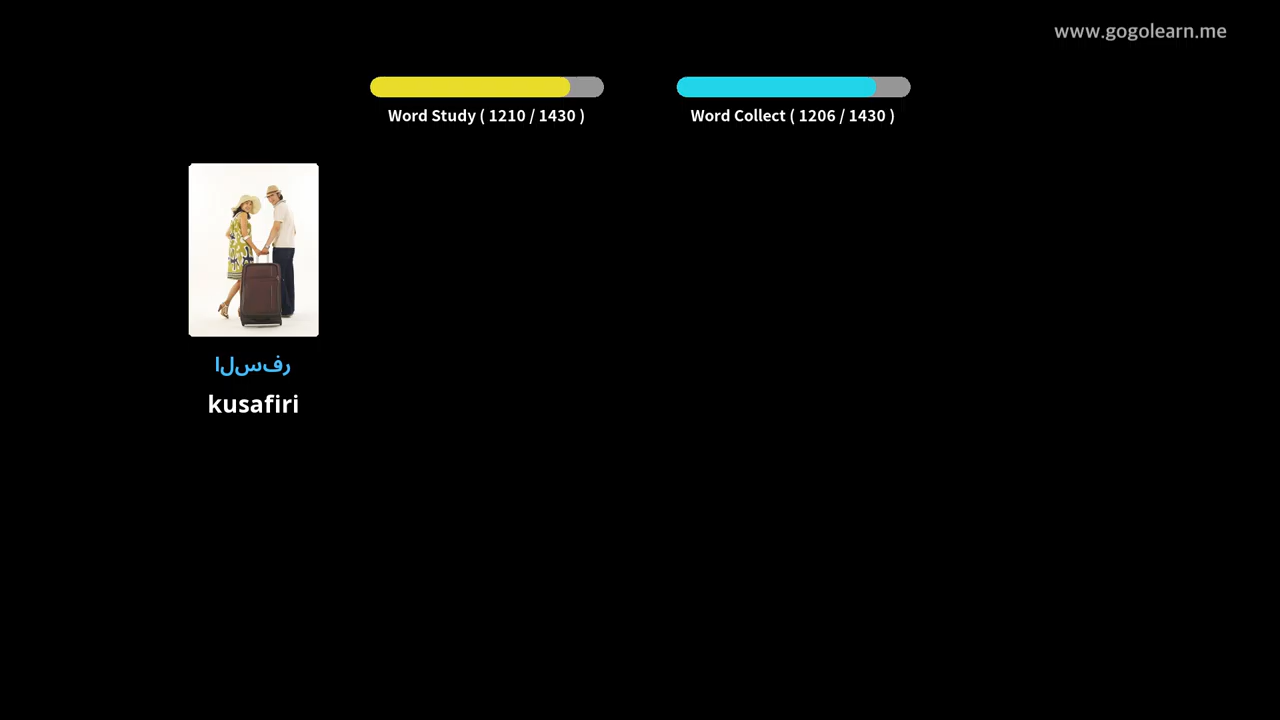 www.gogolearn.me
Word Study ( 1210 / 1430 )
Word Collect ( 1206 / 1430 )
السفر
kusafiri